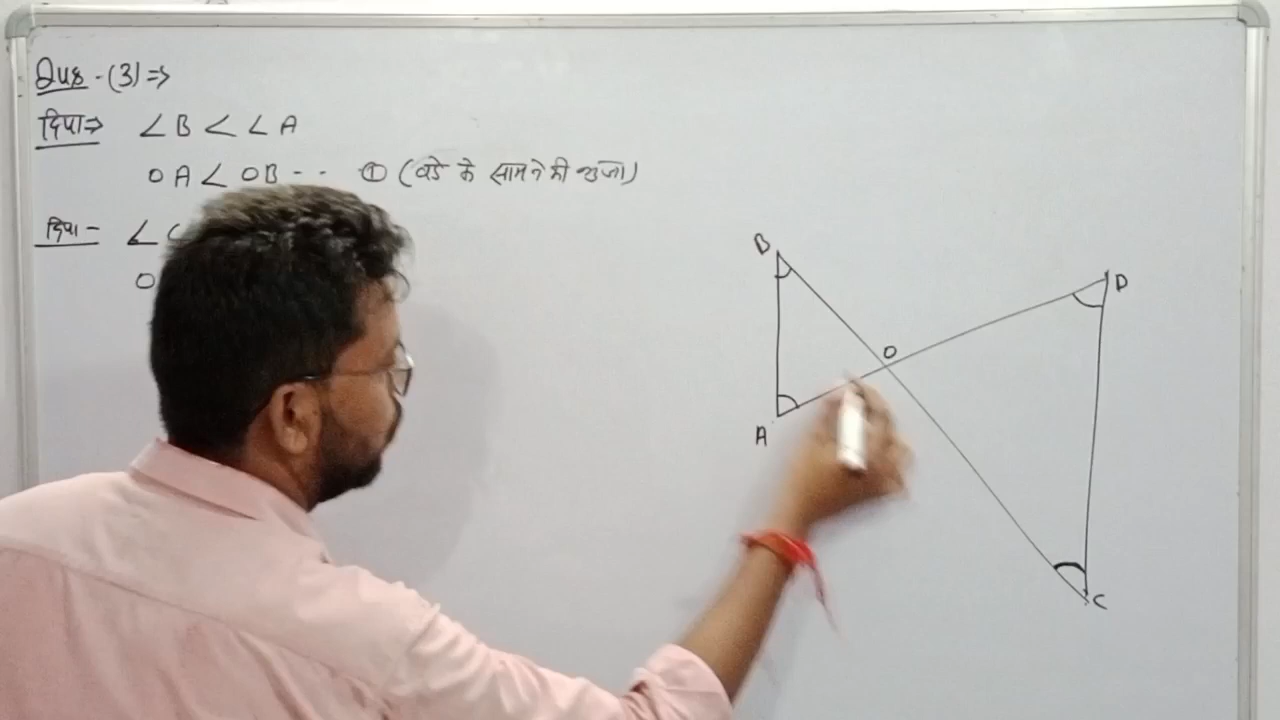 Que - (3) ⇒
दिया ⇒ ∠B < ∠A
OA < OB - - ① (बड़े के सामने की भुजा)
दिया - ∠C
O
B
D
O
A
C